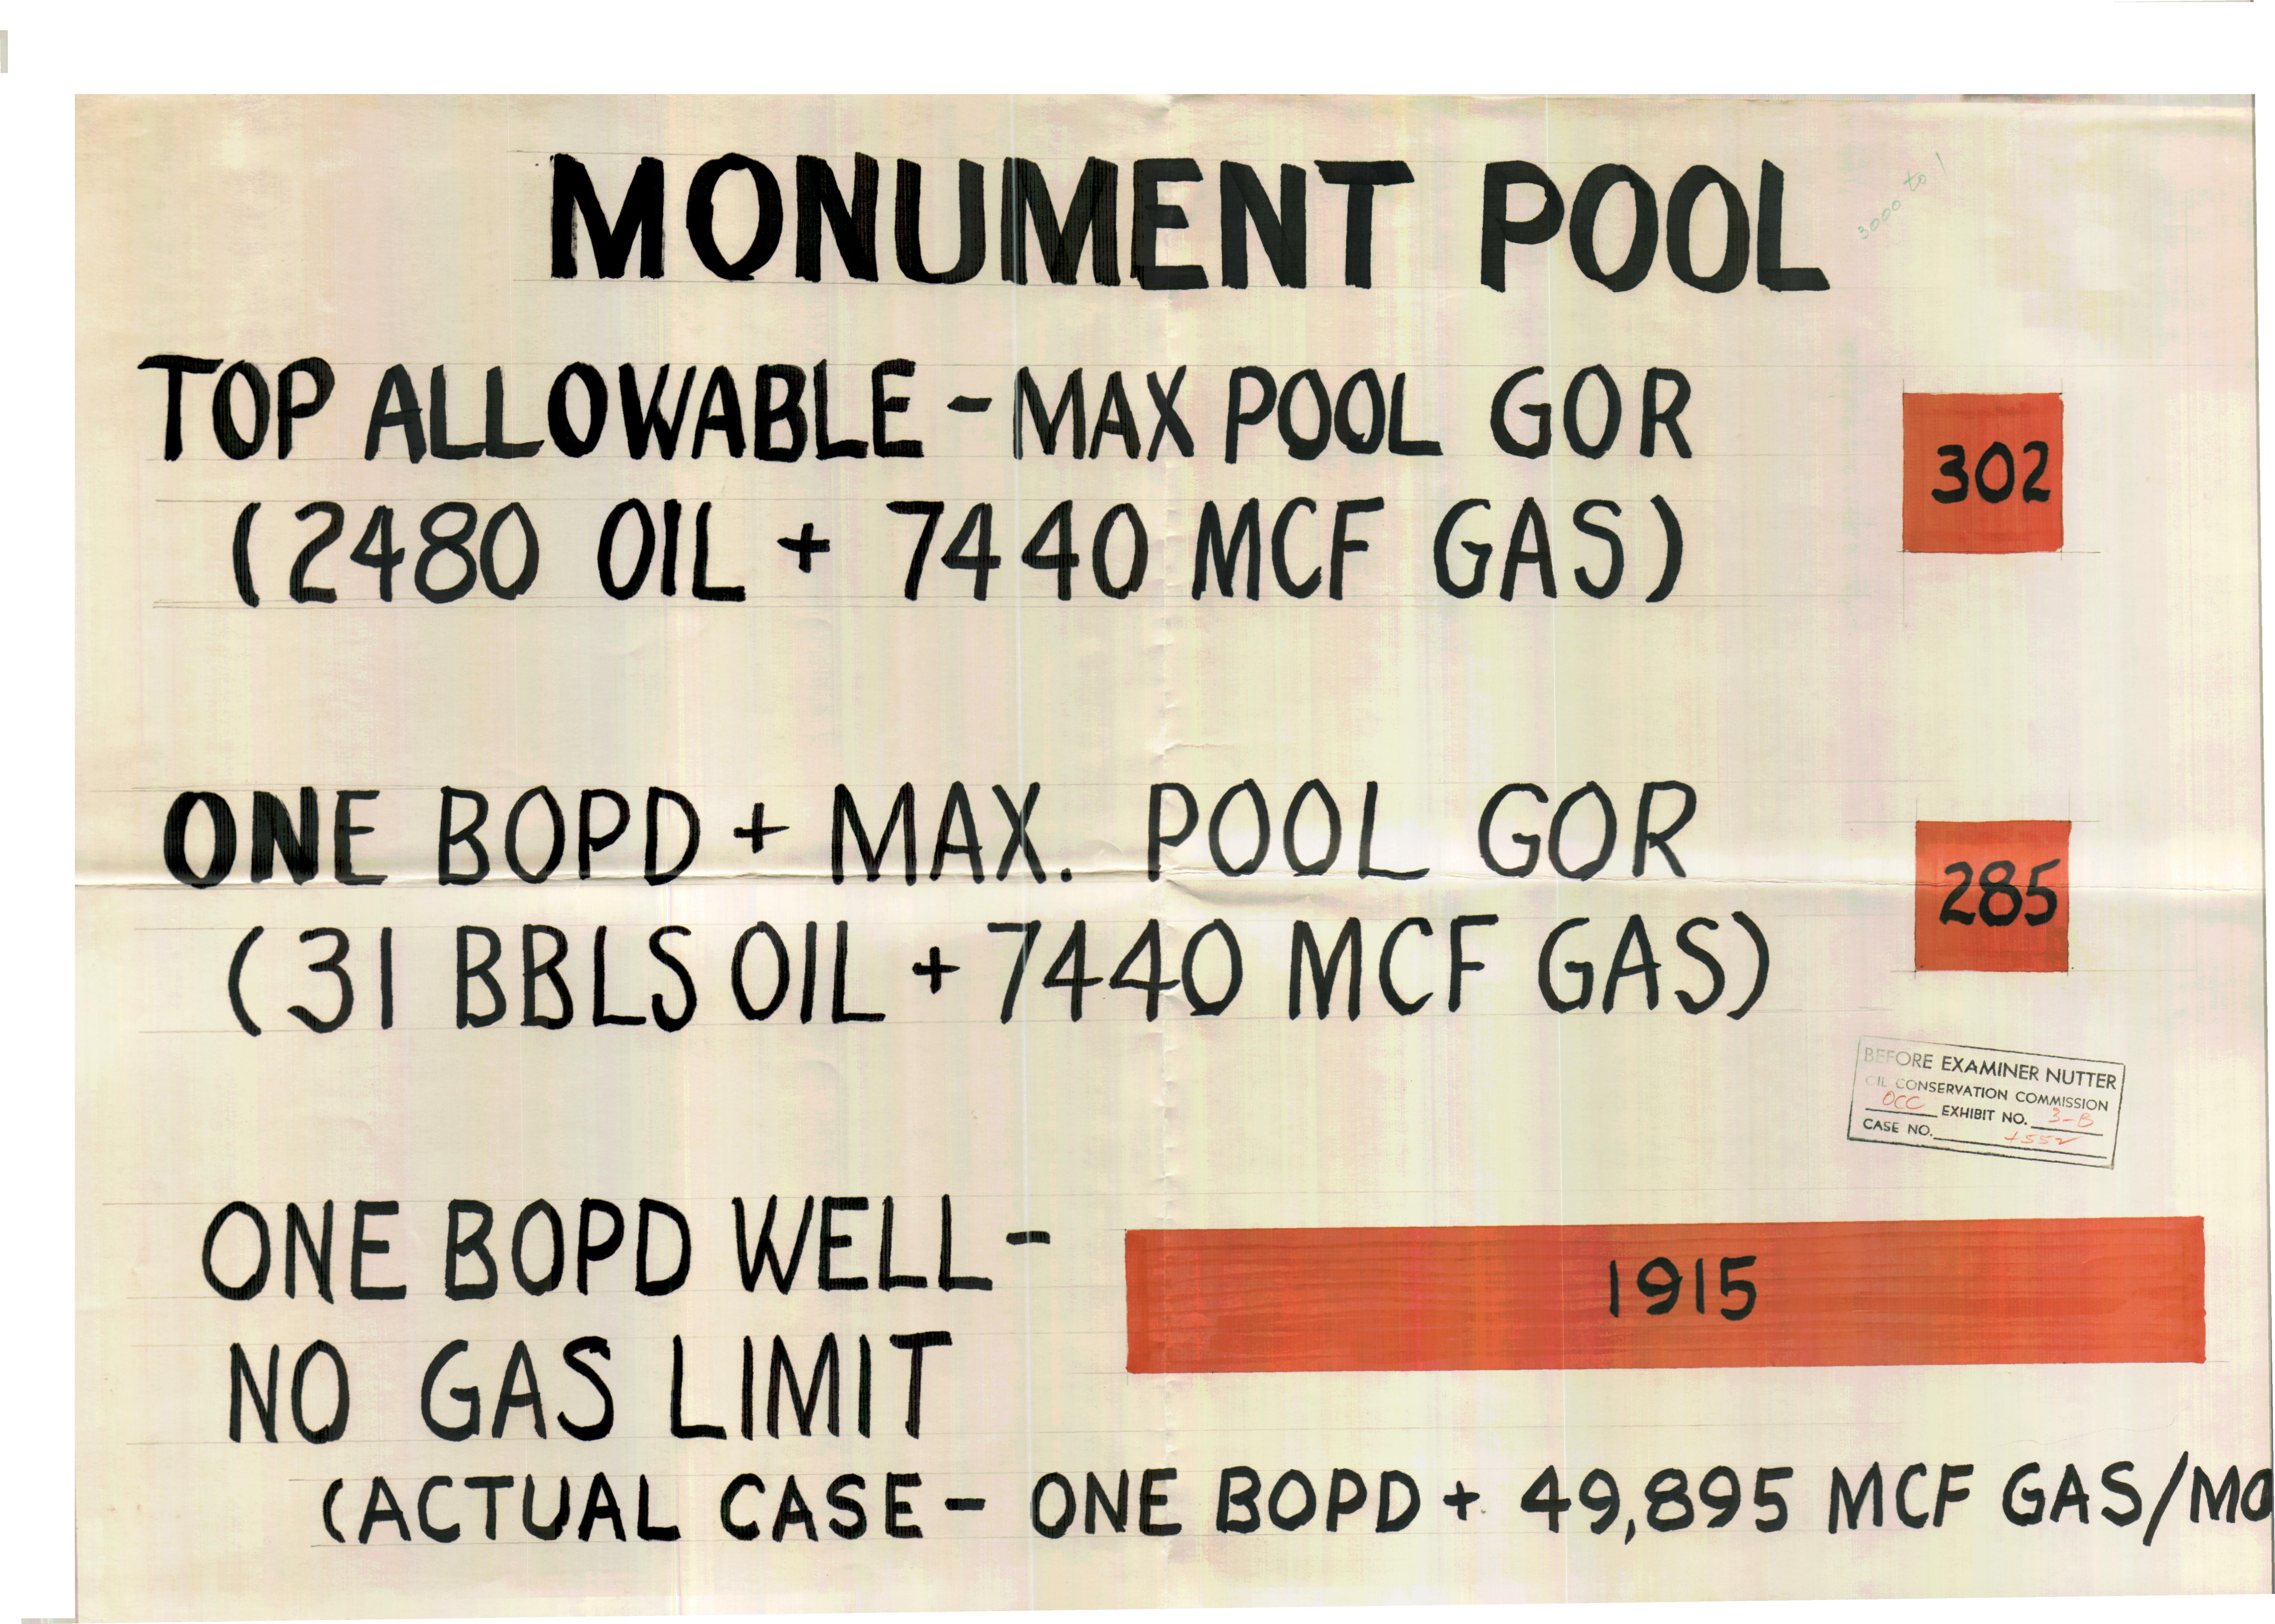 MONUMENT POOL
3000 to 1
TOP ALLOWABLE - MAX POOL GOR
302
(2480 OIL + 7440 MCF GAS)
ONE BOPD + MAX. POOL GOR
285
(31 BBLS OIL + 7440 MCF GAS)
BEFORE EXAMINER NUTTER
OIL CONSERVATION COMMISSION
OCC EXHIBIT NO. 3-B
CASE NO.
ONE BOPD WELL -
1915
NO GAS LIMIT
(ACTUAL CASE - ONE BOPD + 49,895 MCF GAS/MO